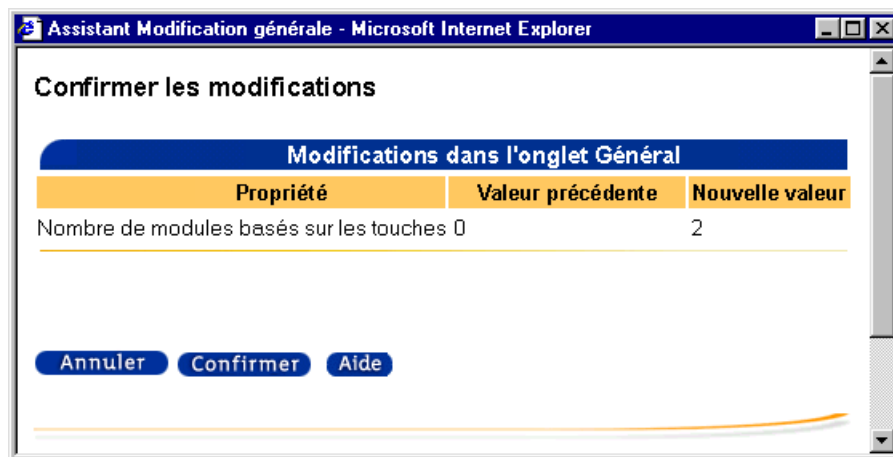 Assistant Modification générale - Microsoft Internet Explorer
Confirmer les modifications
Modifications dans l'onglet Général
Propriété Valeur précédente Nouvelle valeur
Nombre de modules basés sur les touches 0 2
Annuler Confirmer Aide